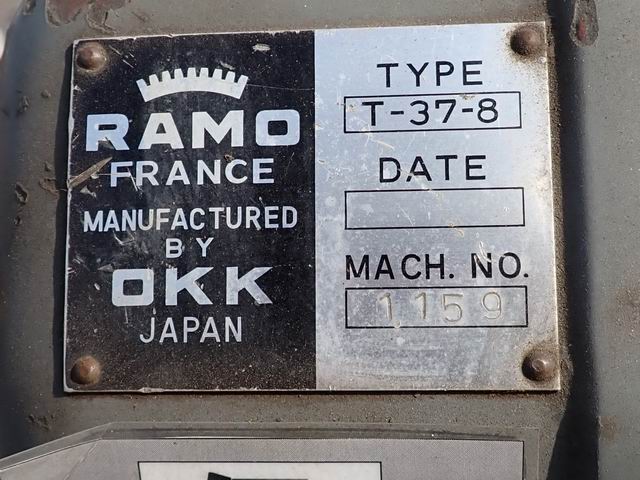 RAMO
FRANCE
MANUFACTURED
BY
OKK
JAPAN
TYPE
T-37-8
DATE
MACH. NO.
1159